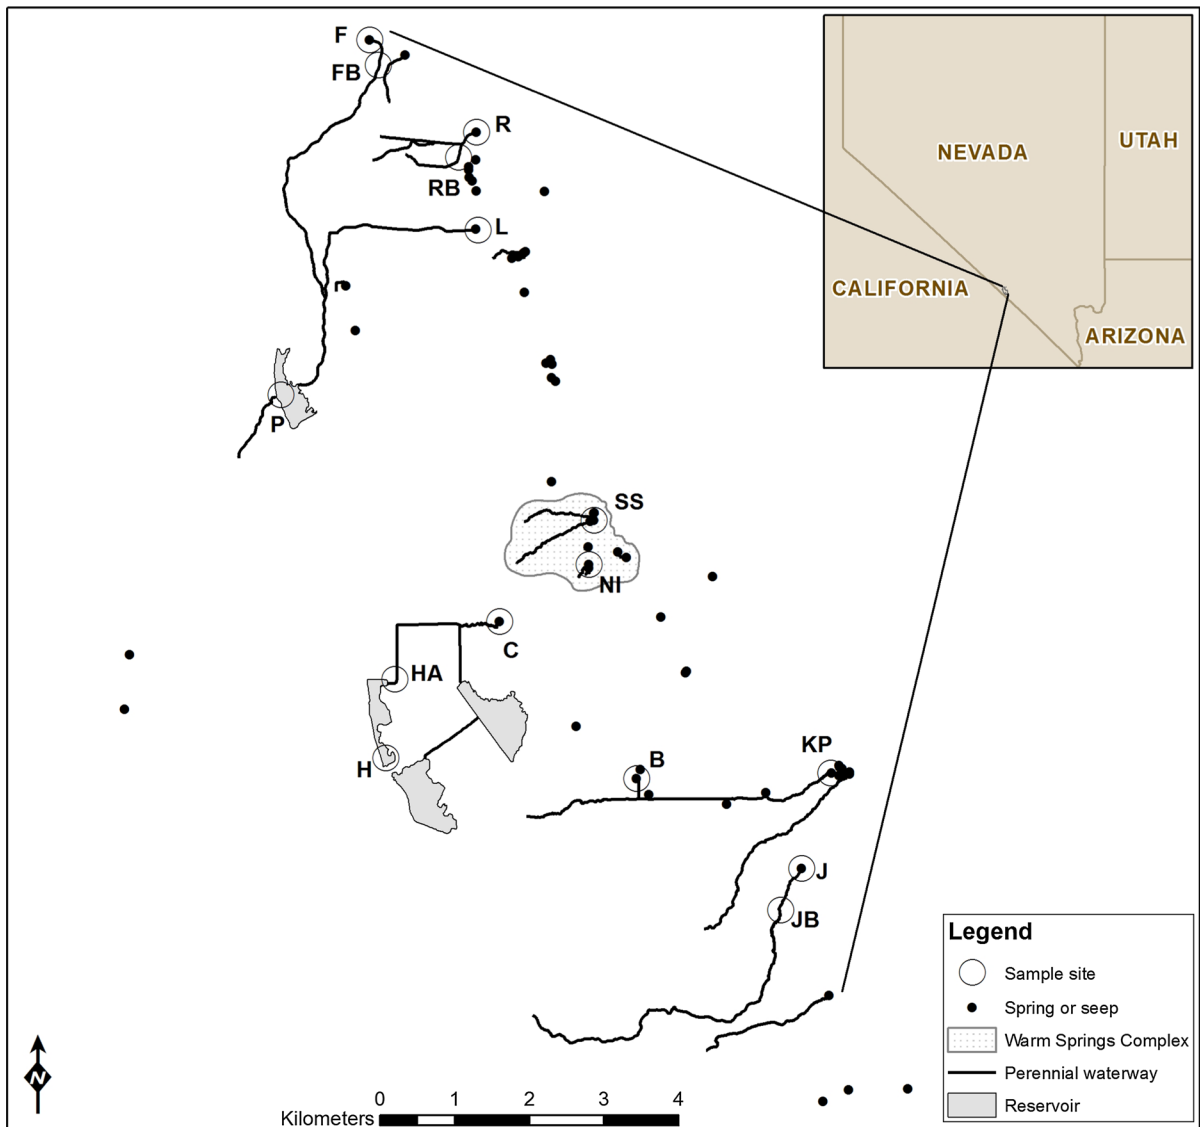 F
FB
R
RB
L
P
SS
NI
C
HA
H
B
KP
J
JB
NEVADA
UTAH
CALIFORNIA
ARIZONA
Legend
Sample site
Spring or seep
Warm Springs Complex
Perennial waterway
Reservoir
N
0 1 2 3 4
Kilometers